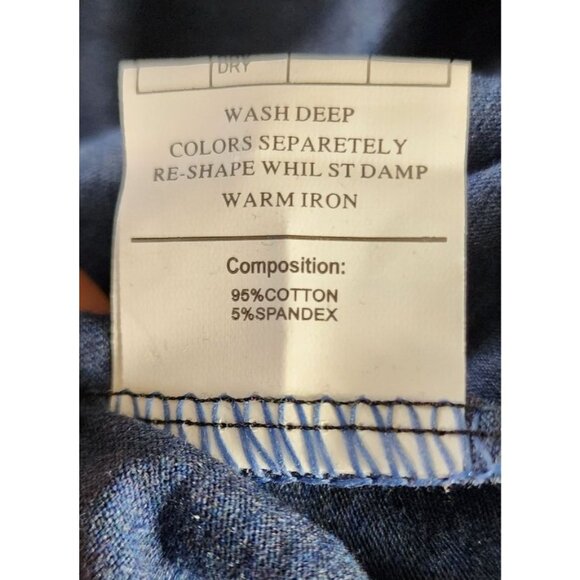 DRY
WASH DEEP
COLORS SEPARETELY
RE-SHAPE WHIL ST DAMP
WARM IRON
Composition:
95%COTTON
5%SPANDEX